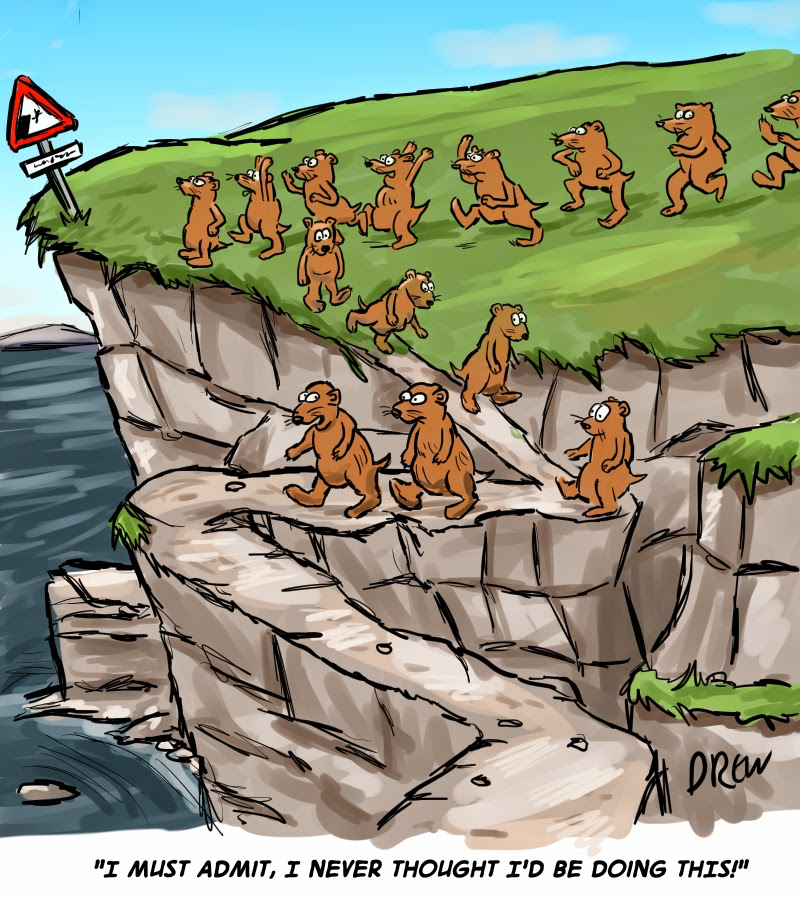 DREW
"I MUST ADMIT, I NEVER THOUGHT I'D BE DOING THIS!"